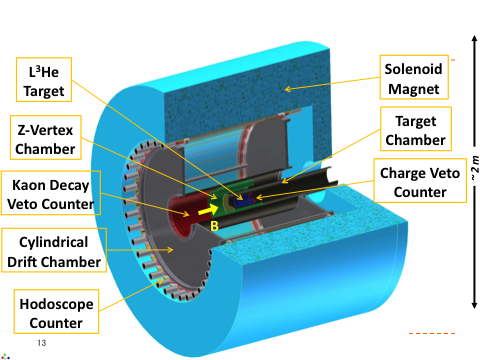 L³He
Target
Z-Vertex
Chamber
Kaon Decay
Veto Counter
Cylindrical
Drift Chamber
Hodoscope
Counter
B
Solenoid
Magnet
Target
Chamber
Charge Veto
Counter
~2 m
13